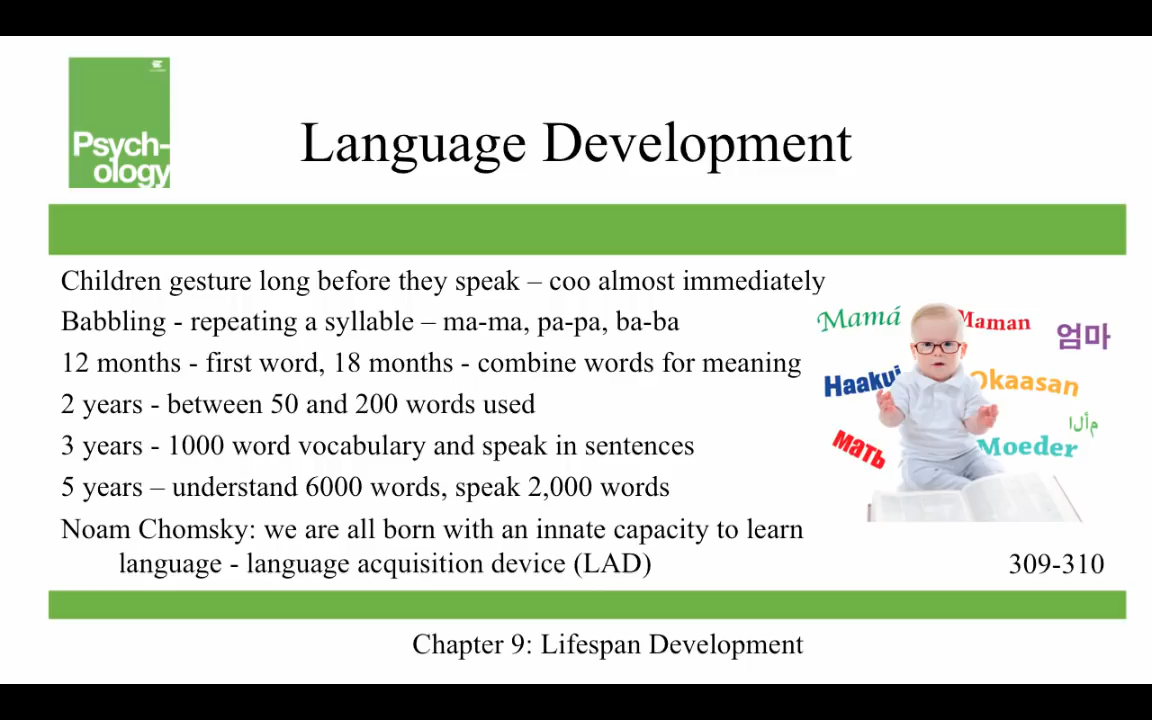 Psych-
ology
Language Development
Children gesture long before they speak – coo almost immediately
Babbling - repeating a syllable – ma-ma, pa-pa, ba-ba
12 months - first word, 18 months - combine words for meaning
2 years - between 50 and 200 words used
3 years - 1000 word vocabulary and speak in sentences
5 years – understand 6000 words, speak 2,000 words
Noam Chomsky: we are all born with an innate capacity to learn
language - language acquisition device (LAD)
Mamá
Maman
엄마
Haakui
Okaasan
الأم
мать
Moeder
309-310
Chapter 9: Lifespan Development